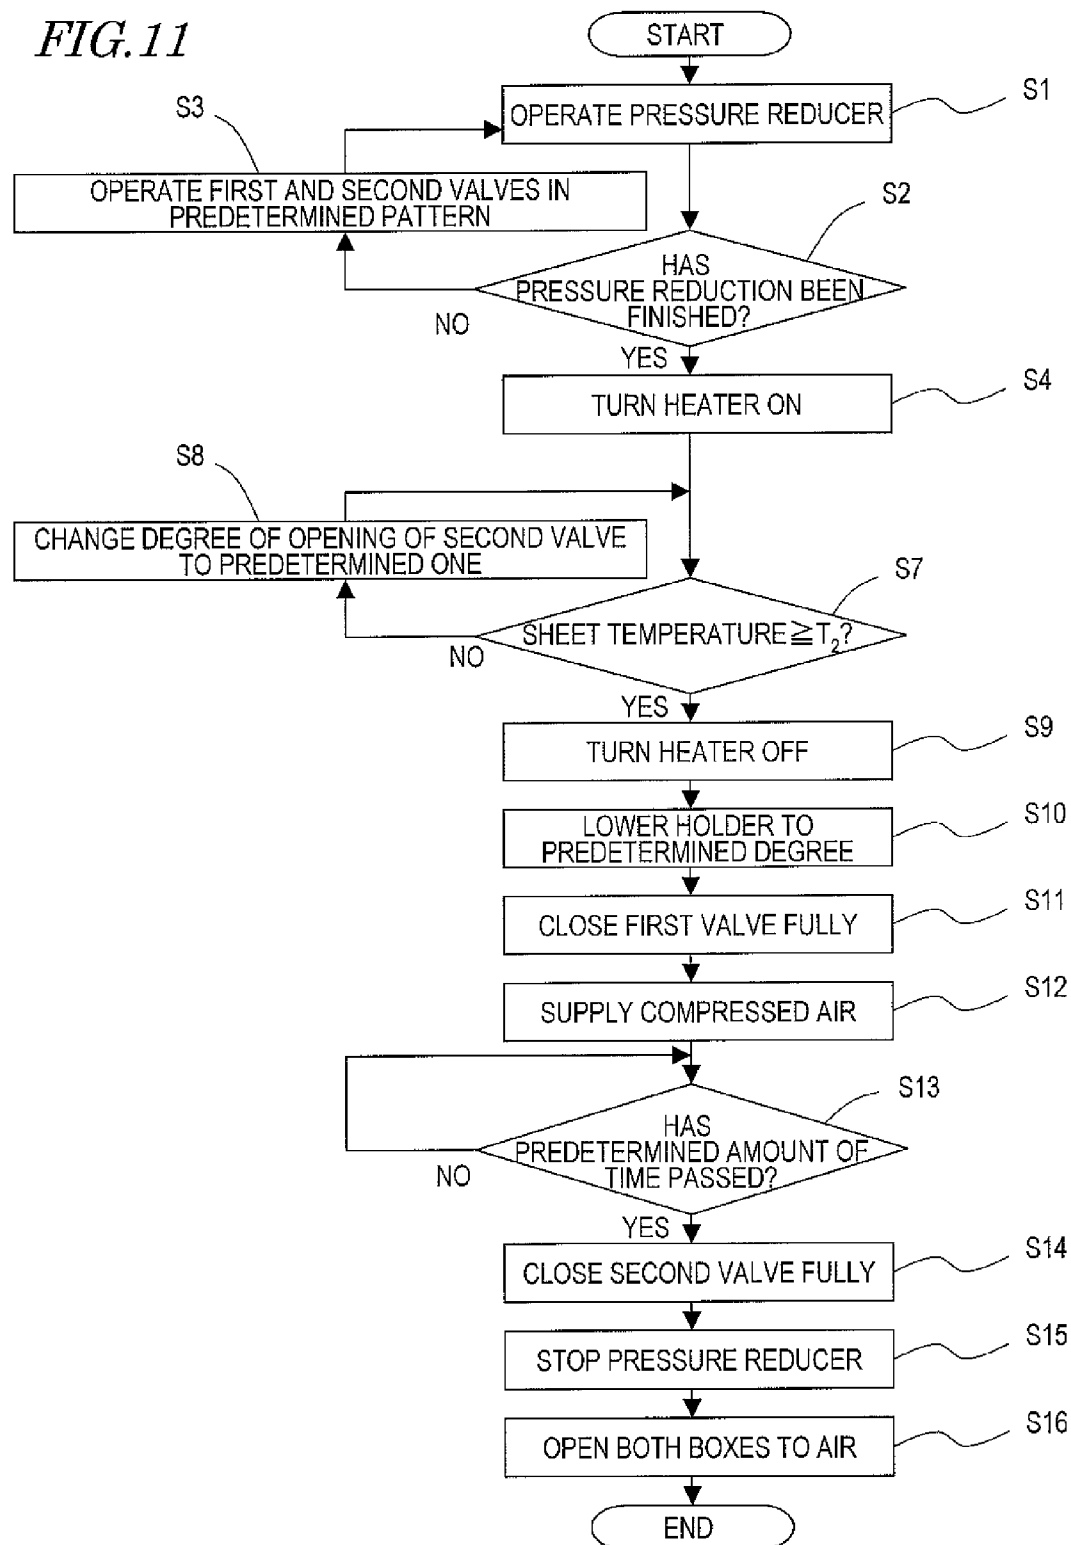 FIG.11
START
S1
OPERATE PRESSURE REDUCER
S3
OPERATE FIRST AND SECOND VALVES IN
PREDETERMINED PATTERN
S2
HAS
PRESSURE REDUCTION BEEN
FINISHED?
NO
YES
S4
TURN HEATER ON
S8
CHANGE DEGREE OF OPENING OF SECOND VALVE
TO PREDETERMINED ONE
S7
SHEET TEMPERATURE≧T₂?
NO
YES
S9
TURN HEATER OFF
S10
LOWER HOLDER TO
PREDETERMINED DEGREE
S11
CLOSE FIRST VALVE FULLY
S12
SUPPLY COMPRESSED AIR
S13
HAS
PREDETERMINED AMOUNT OF
TIME PASSED?
NO
YES
S14
CLOSE SECOND VALVE FULLY
S15
STOP PRESSURE REDUCER
S16
OPEN BOTH BOXES TO AIR
END